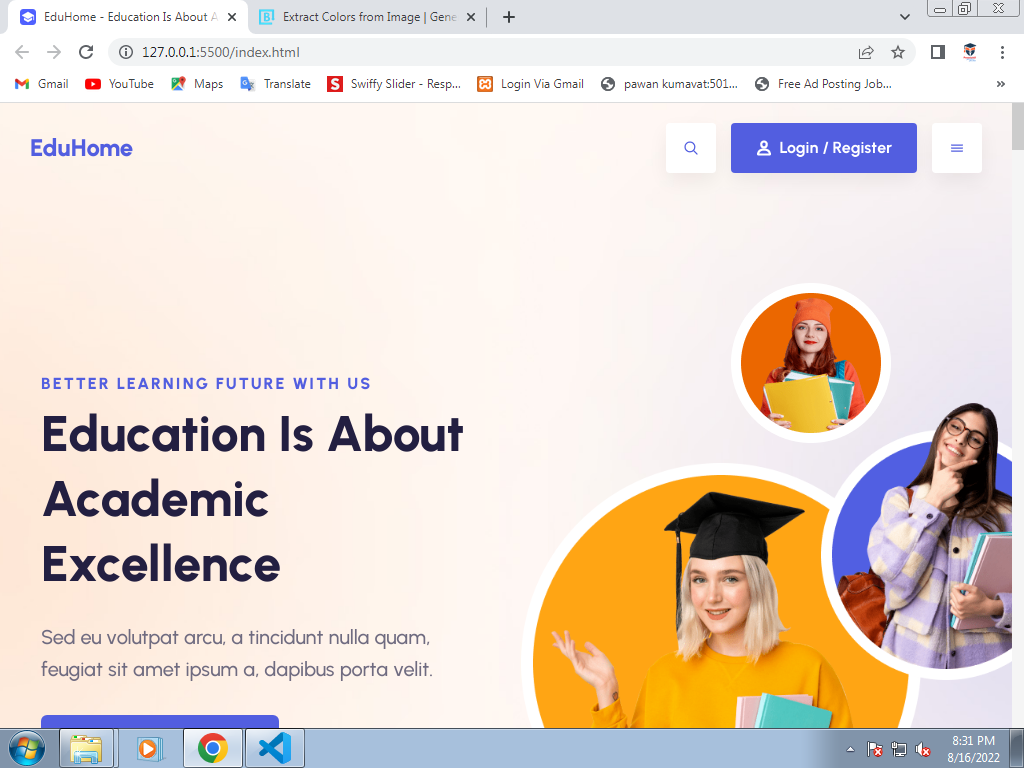 EduHome - Education Is About A
Extract Colors from Image | Gene
127.0.0.1:5500/index.html
Gmail
YouTube
Maps
Translate
Swiffy Slider - Resp...
Login Via Gmail
pawan kumavat:501...
Free Ad Posting Job...
»
EduHome
Login / Register
BETTER LEARNING FUTURE WITH US
Education Is About
Academic
Excellence
Sed eu volutpat arcu, a tincidunt nulla quam,
feugiat sit amet ipsum a, dapibus porta velit.
8:31 PM
8/16/2022